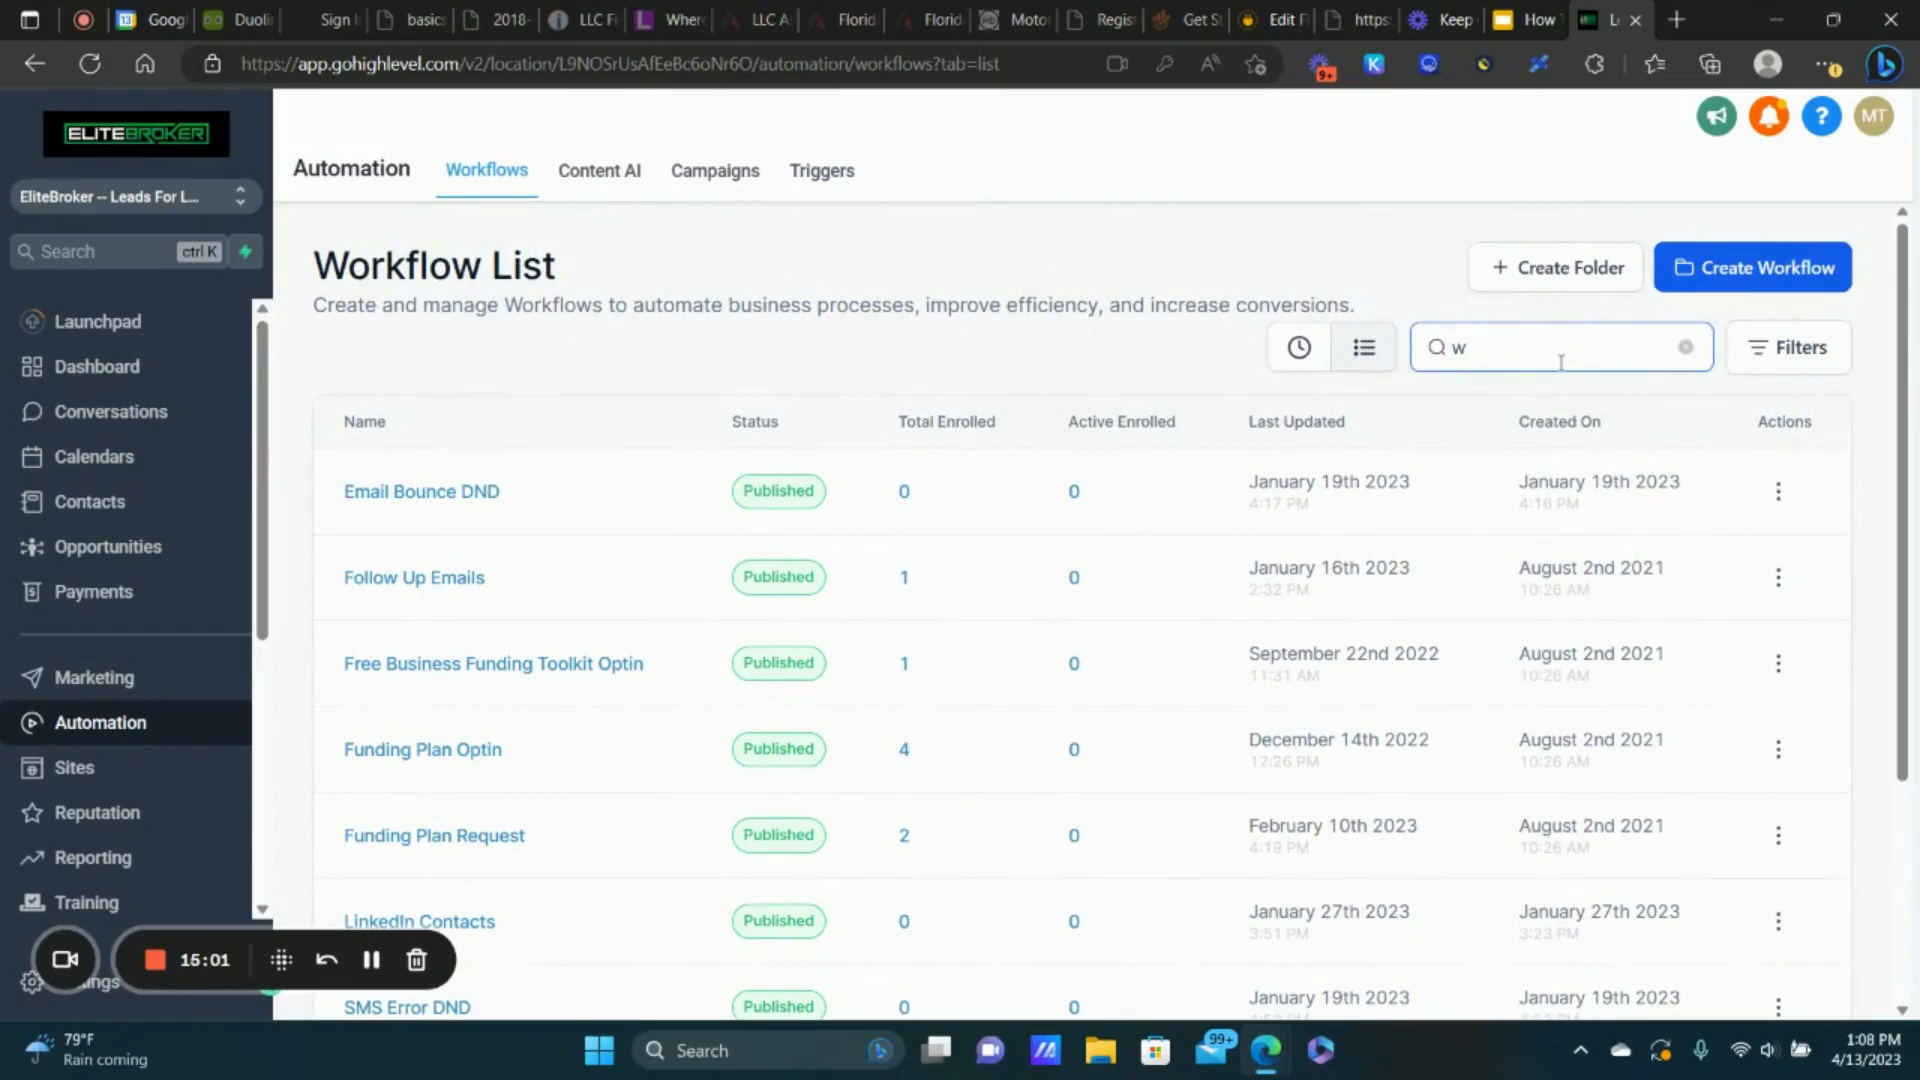 Goog
Duolin
Sign I
basics
2018-
LLC Fi
Where
LLC A
Florid
Florid
Moto
Regis
Get St
Edit F
https:
Keep
How
L
https://app.gohighlevel.com/v2/location/L9NOSrUsAfEeBc6oNr6O/automation/workflows?tab=list
9+
ELITEBROKER
MT
Automation
Workflows
Content AI
Campaigns
Triggers
EliteBroker -- Leads For L...
Search
ctrl K
Launchpad
Dashboard
Conversations
Calendars
Contacts
Opportunities
Payments
Marketing
Automation
Sites
Reputation
Reporting
Training
ngs
Workflow List
Create and manage Workflows to automate business processes, improve efficiency, and increase conversions.
+ Create Folder
Create Workflow
w
Filters
Name Status Total Enrolled Active Enrolled Last Updated Created On Actions
Email Bounce DND Published 0 0 January 19th 2023 January 19th 2023
4:17 PM 4:16 PM
Follow Up Emails Published 1 0 January 16th 2023 August 2nd 2021
2:32 PM 10:26 AM
Free Business Funding Toolkit Optin Published 1 0 September 22nd 2022 August 2nd 2021
11:31 AM 10:26 AM
Funding Plan Optin Published 4 0 December 14th 2022 August 2nd 2021
12:26 PM 10:26 AM
Funding Plan Request Published 2 0 February 10th 2023 August 2nd 2021
4:19 PM 10:26 AM
LinkedIn Contacts Published 0 0 January 27th 2023 January 27th 2023
3:51 PM 3:23 PM
SMS Error DND Published 0 0 January 19th 2023 January 19th 2023
15:01
79°F
Rain coming
Search
99+
1:08 PM
4/13/2023